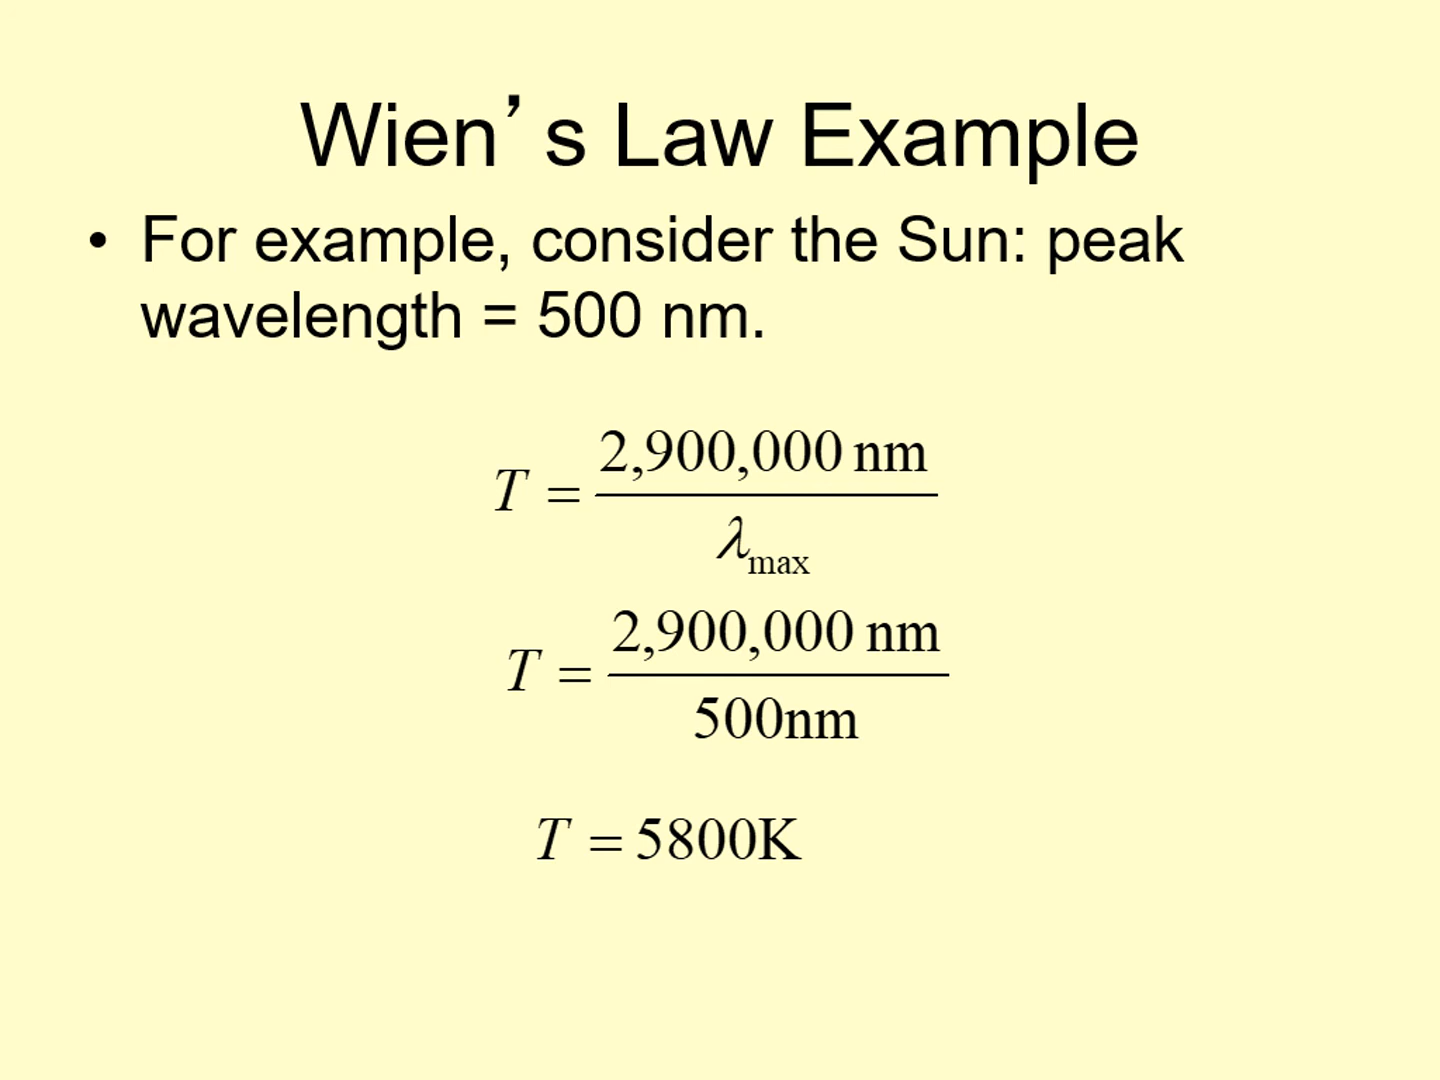 Wien’s Law Example
• For example, consider the Sun: peak
wavelength = 500 nm.
T = 2,900,000 nm / λmax
T = 2,900,000 nm / 500nm
T = 5800K